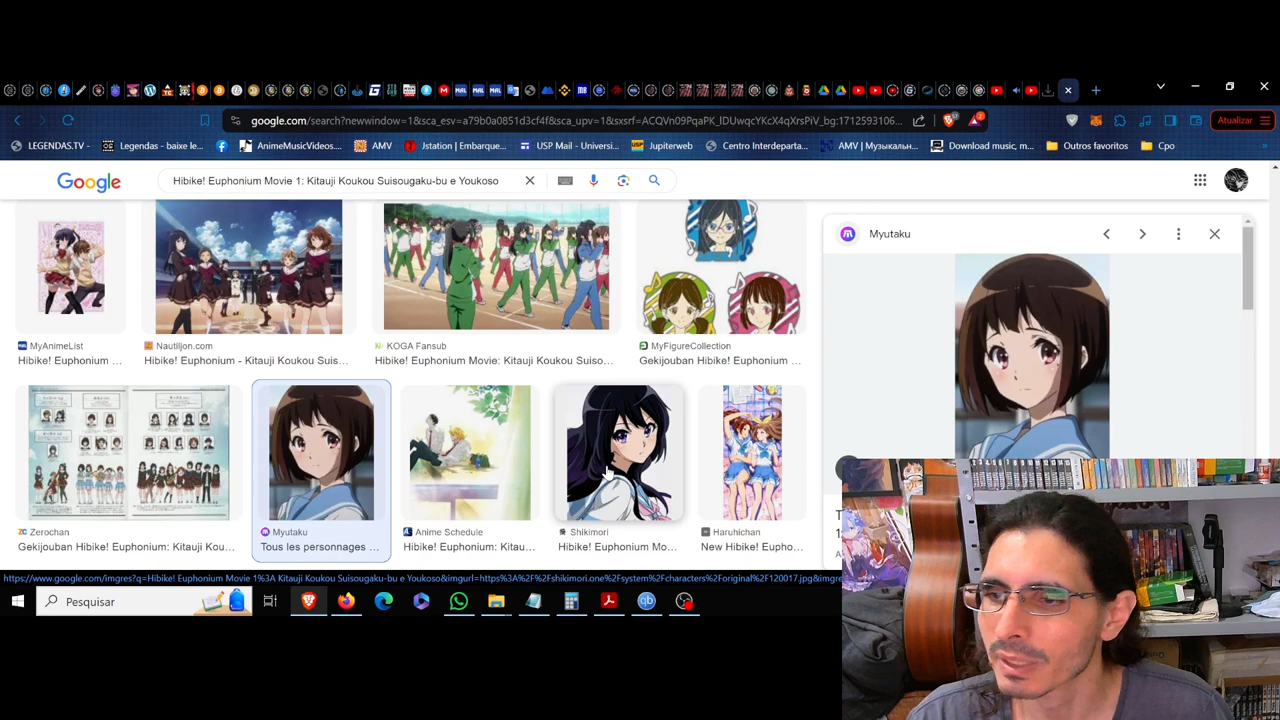 google.com/search?newwindow=1&sca_esv=a79b0a0851d3cf4f&sca_upv=1&sxsrf=ACQVn09PqaPK_IDUwqcYKcX4qXrsPiV_bg:1712593106...
Atualizar
LEGENDAS.TV -
Legendas - baixe le...
AnimeMusicVideos....
AMV
Jstation | Embarque...
USP Mail - Universi...
Jupiterweb
Centro Interdeparta...
AMV | Музыкальн...
Download music, m...
Outros favoritos
Cpo
Google
Hibike! Euphonium Movie 1: Kitauji Koukou Suisougaku-bu e Youkoso
Myutaku
MyAnimeList
Hibike! Euphonium ...
Nautiljon.com
Hibike! Euphonium - Kitauji Koukou Suis...
KOGA Fansub
Hibike! Euphonium Movie: Kitauji Koukou Suiso...
MyFigureCollection
Gekijouban Hibike! Euphonium ...
Zerochan
Gekijouban Hibike! Euphonium: Kitauji Kou...
Myutaku
Tous les personnages ...
Anime Schedule
Hibike! Euphonium: Kitau...
Shikimori
Hibike! Euphonium Mo...
Haruhichan
New Hibike! Eupho...
https://www.google.com/imgres?q=Hibike! Euphonium Movie 1%3A Kitauji Koukou Suisougaku-bu e Youkoso&imgurl=https%3A%2F%2Fshikimori.one%2Fsystem%2Fcharacters%2Foriginal%2F120017.jpg&imgre
Pesquisar